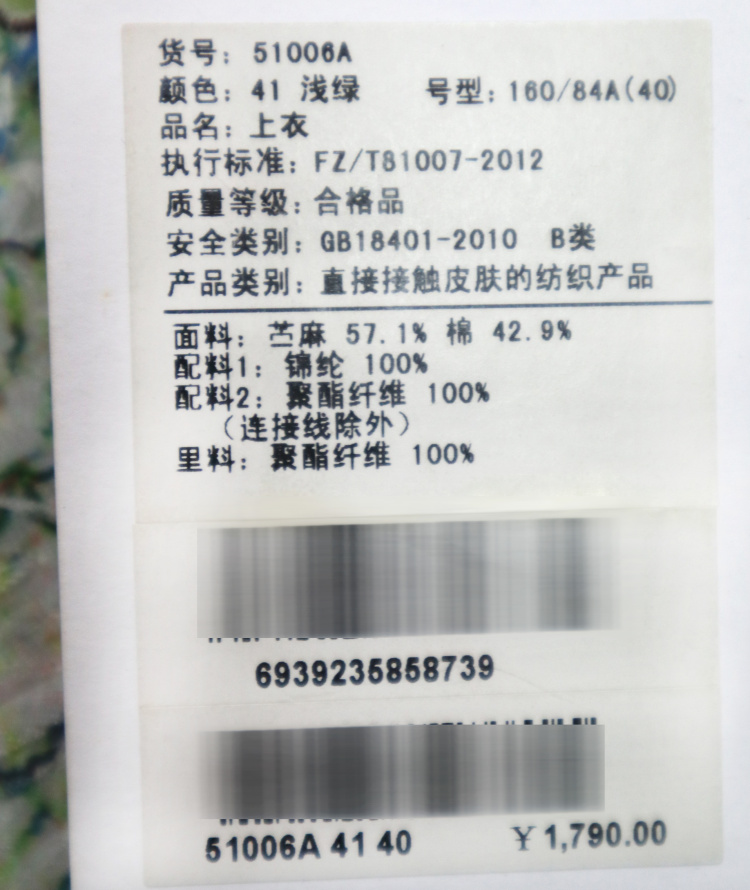 货号：51006A
颜色：41 浅绿 号型：160/84A(40)
品名：上衣
执行标准：FZ/T81007-2012
质量等级：合格品
安全类别：GB18401-2010 B类
产品类别：直接接触皮肤的纺织产品
面料：苎麻 57.1% 棉 42.9%
配料1：锦纶 100%
配料2：聚酯纤维 100%
（连接线除外）
里料：聚酯纤维 100%
6939235858739
51006A 41 40 ￥1,790.00